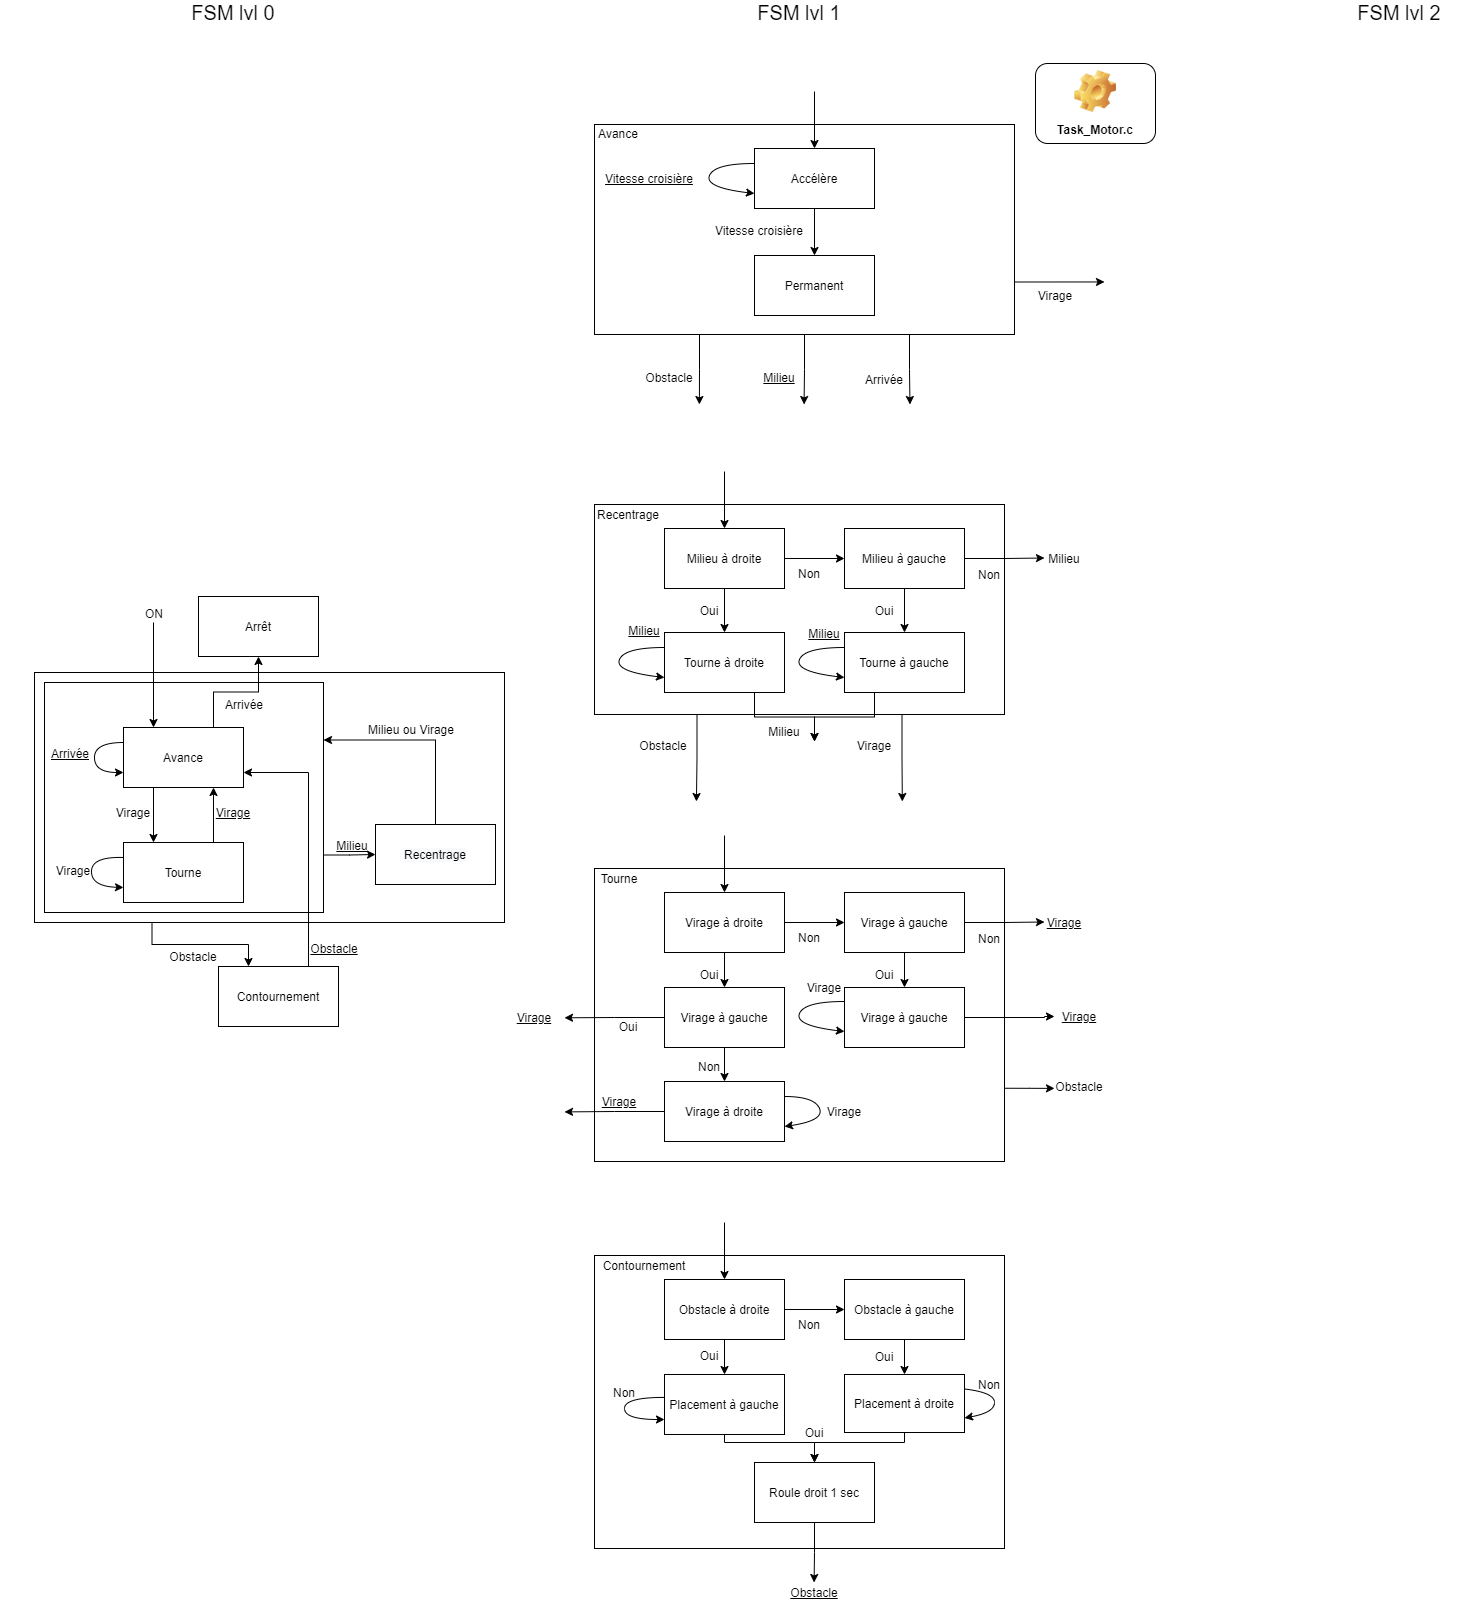 FSM lvl 0
FSM lvl 1
FSM lvl 2
Task_Motor.c
Avance
Vitesse croisière
Accélère
Vitesse croisière
Permanent
Virage
Obstacle
Milieu
Arrivée
Recentrage
Milieu à droite
Non
Milieu à gauche
Non
Milieu
Oui
Oui
Milieu
Milieu
Tourne à droite
Tourne à gauche
Obstacle
Milieu
Virage
ON
Arrêt
Arrivée
Arrivée
Avance
Milieu ou Virage
Virage
Virage
Virage
Tourne
Milieu
Recentrage
Obstacle
Obstacle
Contournement
Tourne
Virage à droite
Non
Virage à gauche
Non
Virage
Oui
Oui
Virage
Virage
Oui
Virage à gauche
Virage à gauche
Virage
Non
Obstacle
Virage
Virage à droite
Virage
Contournement
Obstacle à droite
Non
Obstacle à gauche
Oui
Oui
Non
Placement à gauche
Placement à droite
Non
Oui
Roule droit 1 sec
Obstacle